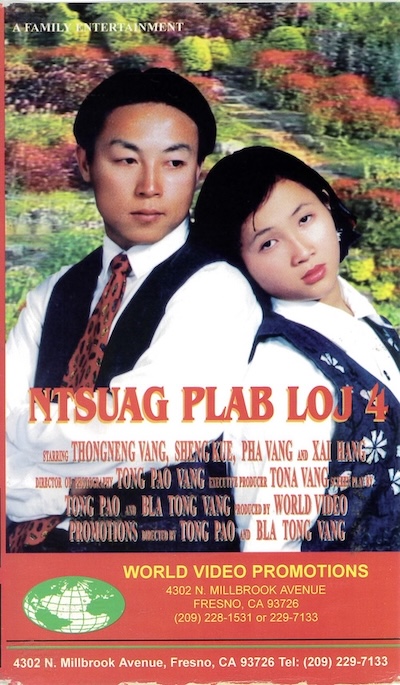 A FAMILY ENTERTAINMENT
NTSUAG PLAB LOJ 4
STARRING THONGNENG VANG, SHENG KUE, PHA VANG AND XAI HANG,
DIRECTOR OF PHOTOGRAPHY TONG PAO VANG EXECUTIVE PRODUCER TONA VANG SCREEN PLAY BY
TONG PAO AND BLA TONG VANG PRODUCED BY WORLD VIDEO
PROMOTIONS DIRECTED BY TONG PAO AND BLA TONG VANG
WORLD VIDEO PROMOTIONS
4302 N. MILLBROOK AVENUE
FRESNO, CA 93726
(209) 228-1531 or 229-7133
4302 N. Millbrook Avenue, Fresno, CA 93726 Tel: (209) 229-7133